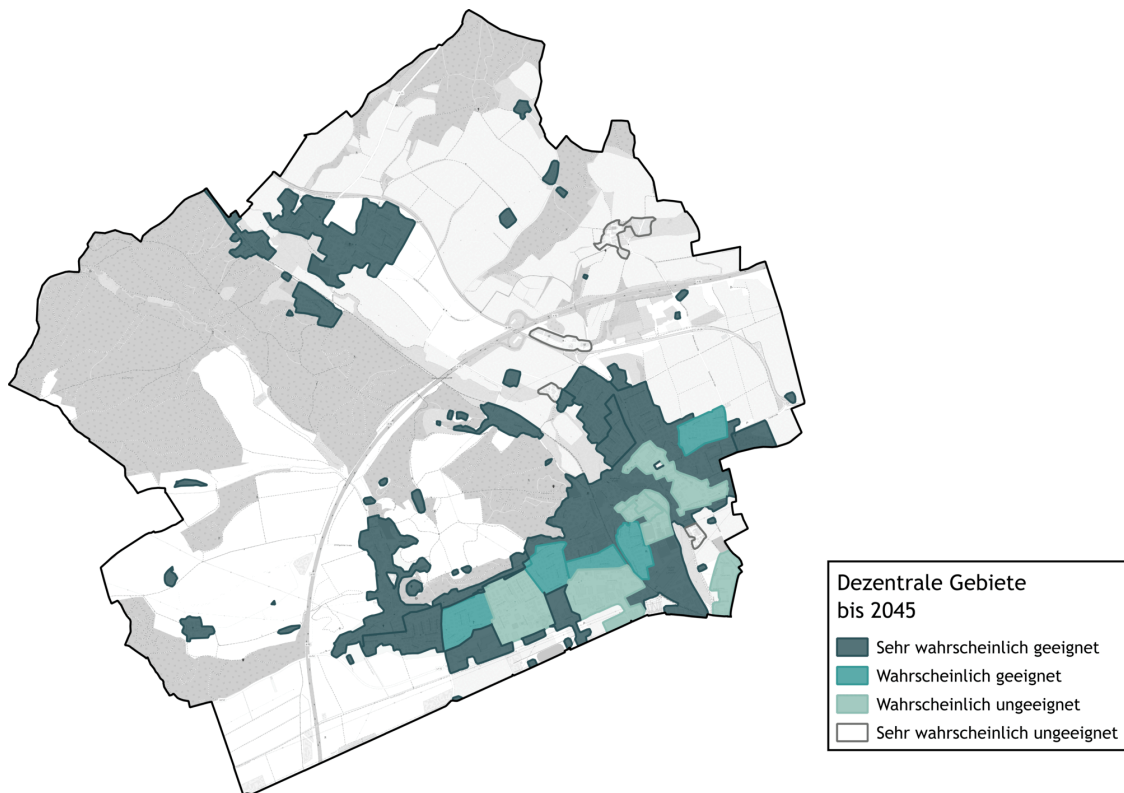 Dezentrale Gebiete
bis 2045
Sehr wahrscheinlich geeignet
Wahrscheinlich geeignet
Wahrscheinlich ungeeignet
Sehr wahrscheinlich ungeeignet